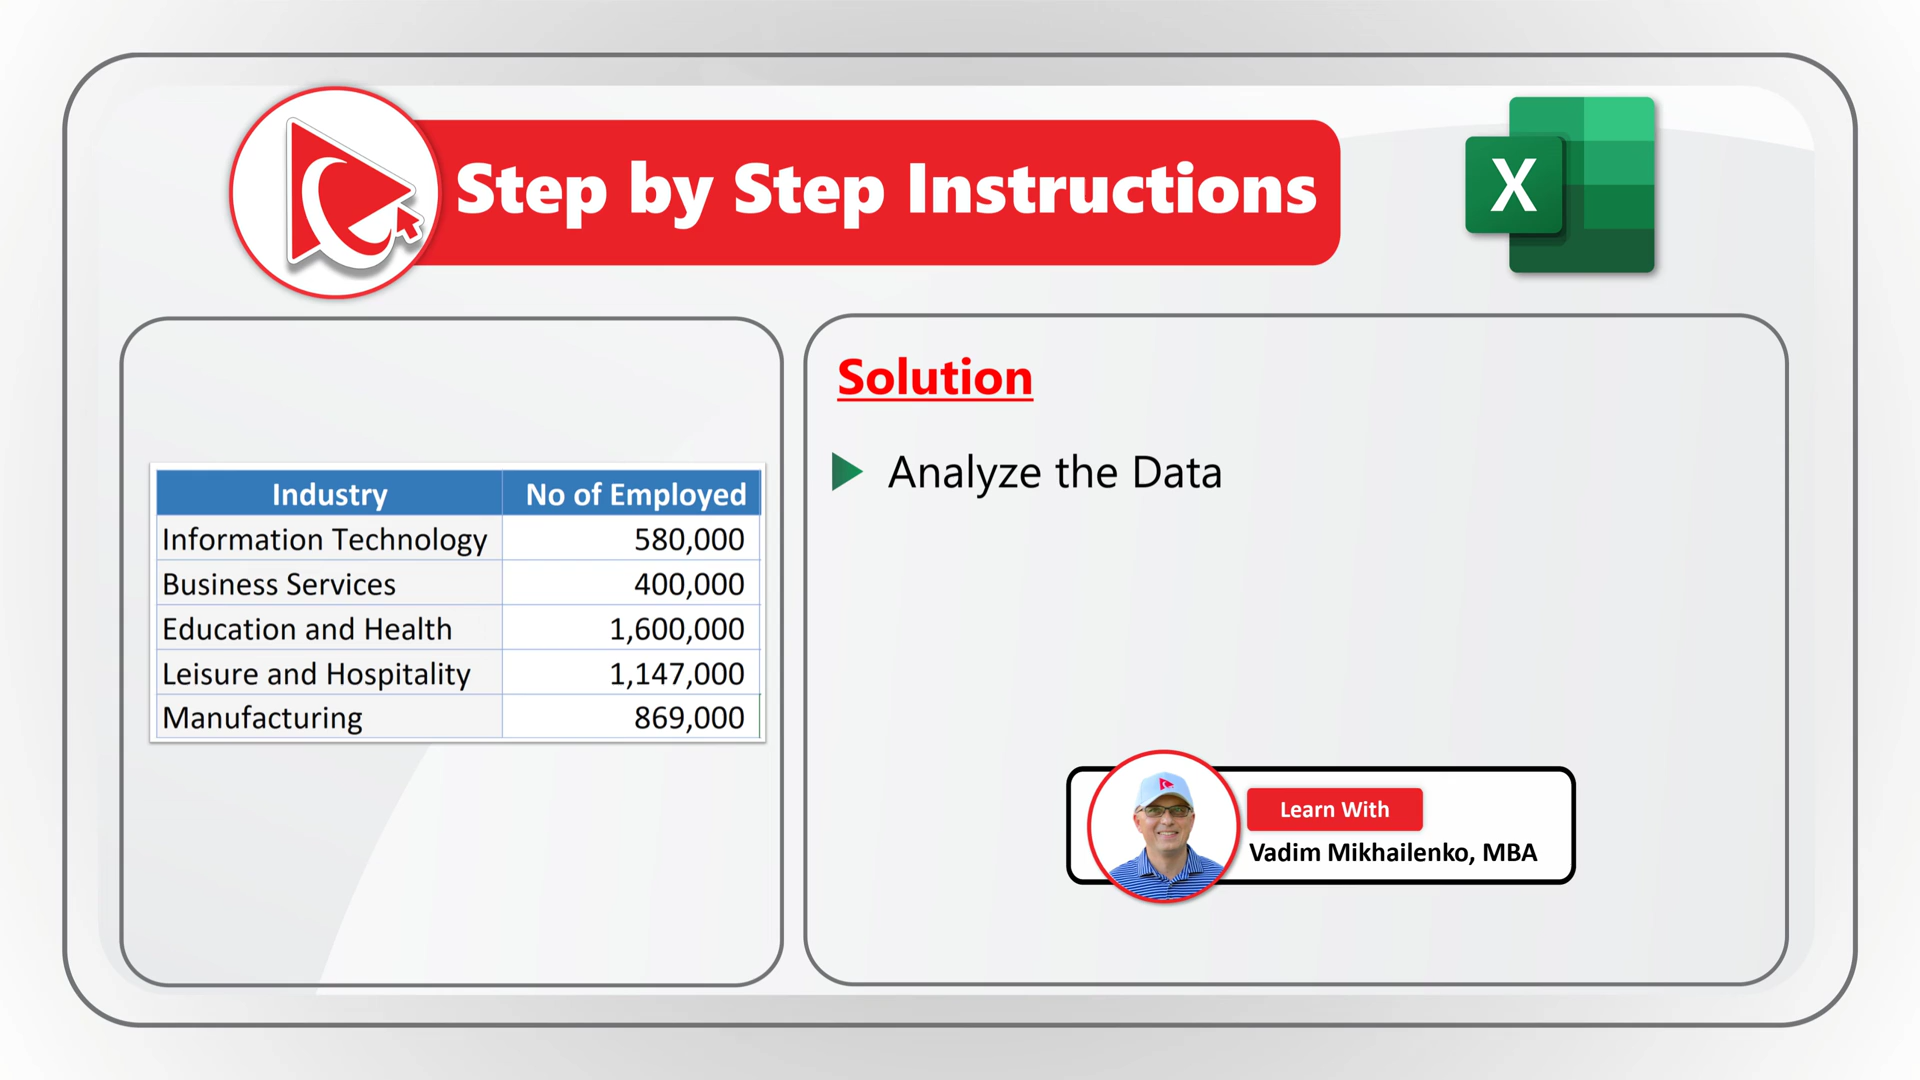 Step by Step Instructions
X
Industry No of Employed
Information Technology 580,000
Business Services 400,000
Education and Health 1,600,000
Leisure and Hospitality 1,147,000
Manufacturing 869,000
Solution
Analyze the Data
Learn With
Vadim Mikhailenko, MBA